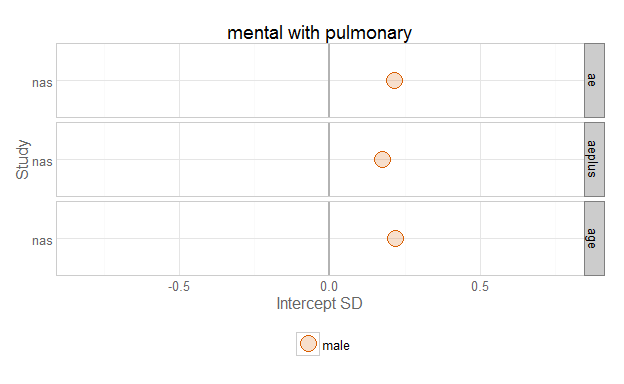 mental with pulmonary
Study
nas
ae
nas
aeplus
nas
age
-0.5 0.0 0.5
Intercept SD
male